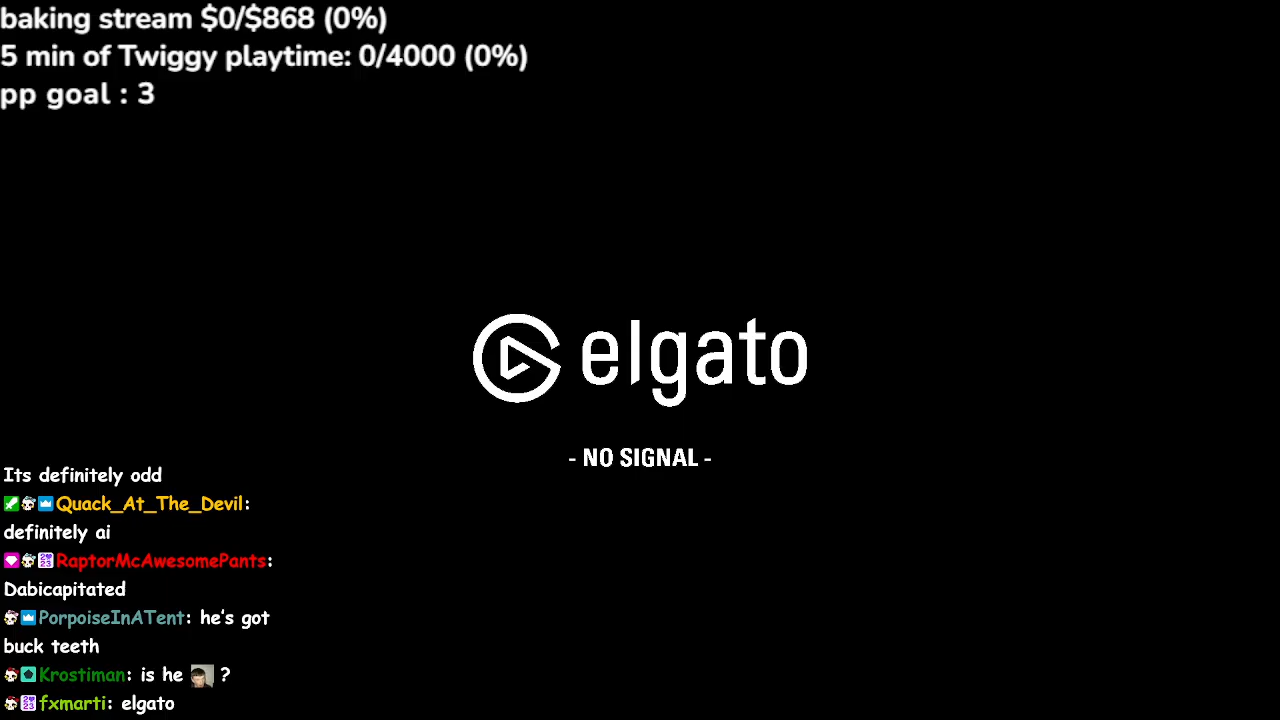 baking stream $0/$868 (0%)
5 min of Twiggy playtime: 0/4000 (0%)
pp goal : 3
elgato
- NO SIGNAL -
Its definitely odd
Quack_At_The_Devil:
definitely ai
RaptorMcAwesomePants:
Dabicapitated
PorpoiseInATent: he's got
buck teeth
Krostiman: is he ?
fxmarti: elgato